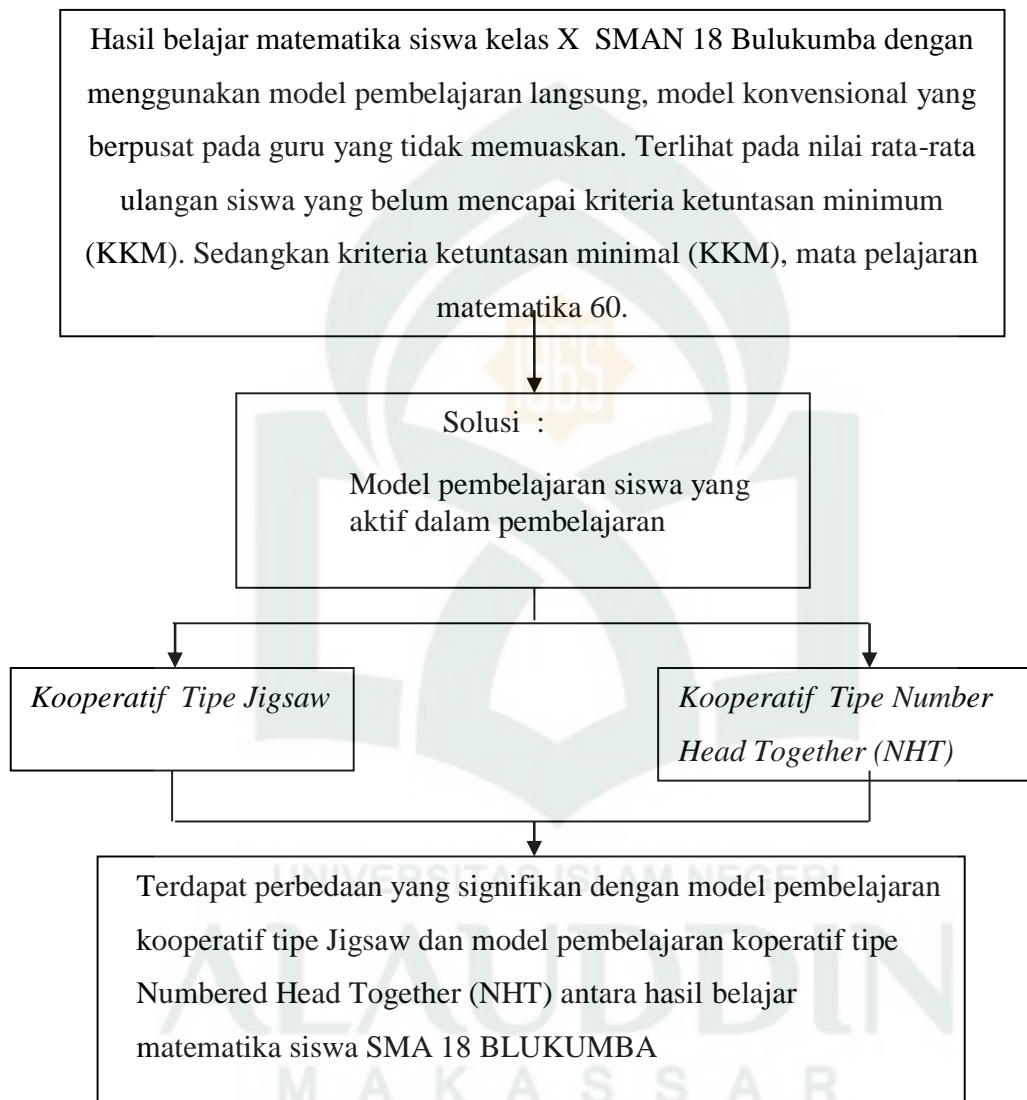 Hasil belajar matematika siswa kelas X SMAN 18 Bulukumba dengan
menggunakan model pembelajaran langsung, model konvensional yang
berpusat pada guru yang tidak memuaskan. Terlihat pada nilai rata-rata
ulangan siswa yang belum mencapai kriteria ketuntasan minimum
(KKM). Sedangkan kriteria ketuntasan minimal (KKM), mata pelajaran
matematika 60.
1965
Solusi :
Model pembelajaran siswa yang
aktif dalam pembelajaran
Kooperatif Tipe Jigsaw
Kooperatif Tipe Number
Head Together (NHT)
UNIVERSITAS ISLAM NEGERI
Terdapat perbedaan yang signifikan dengan model pembelajaran
kooperatif tipe Jigsaw dan model pembelajaran koperatif tipe
Numbered Head Together (NHT) antara hasil belajar
matematika siswa SMA 18 BLUKUMBA
ALAUDDIN
MAKASSAR